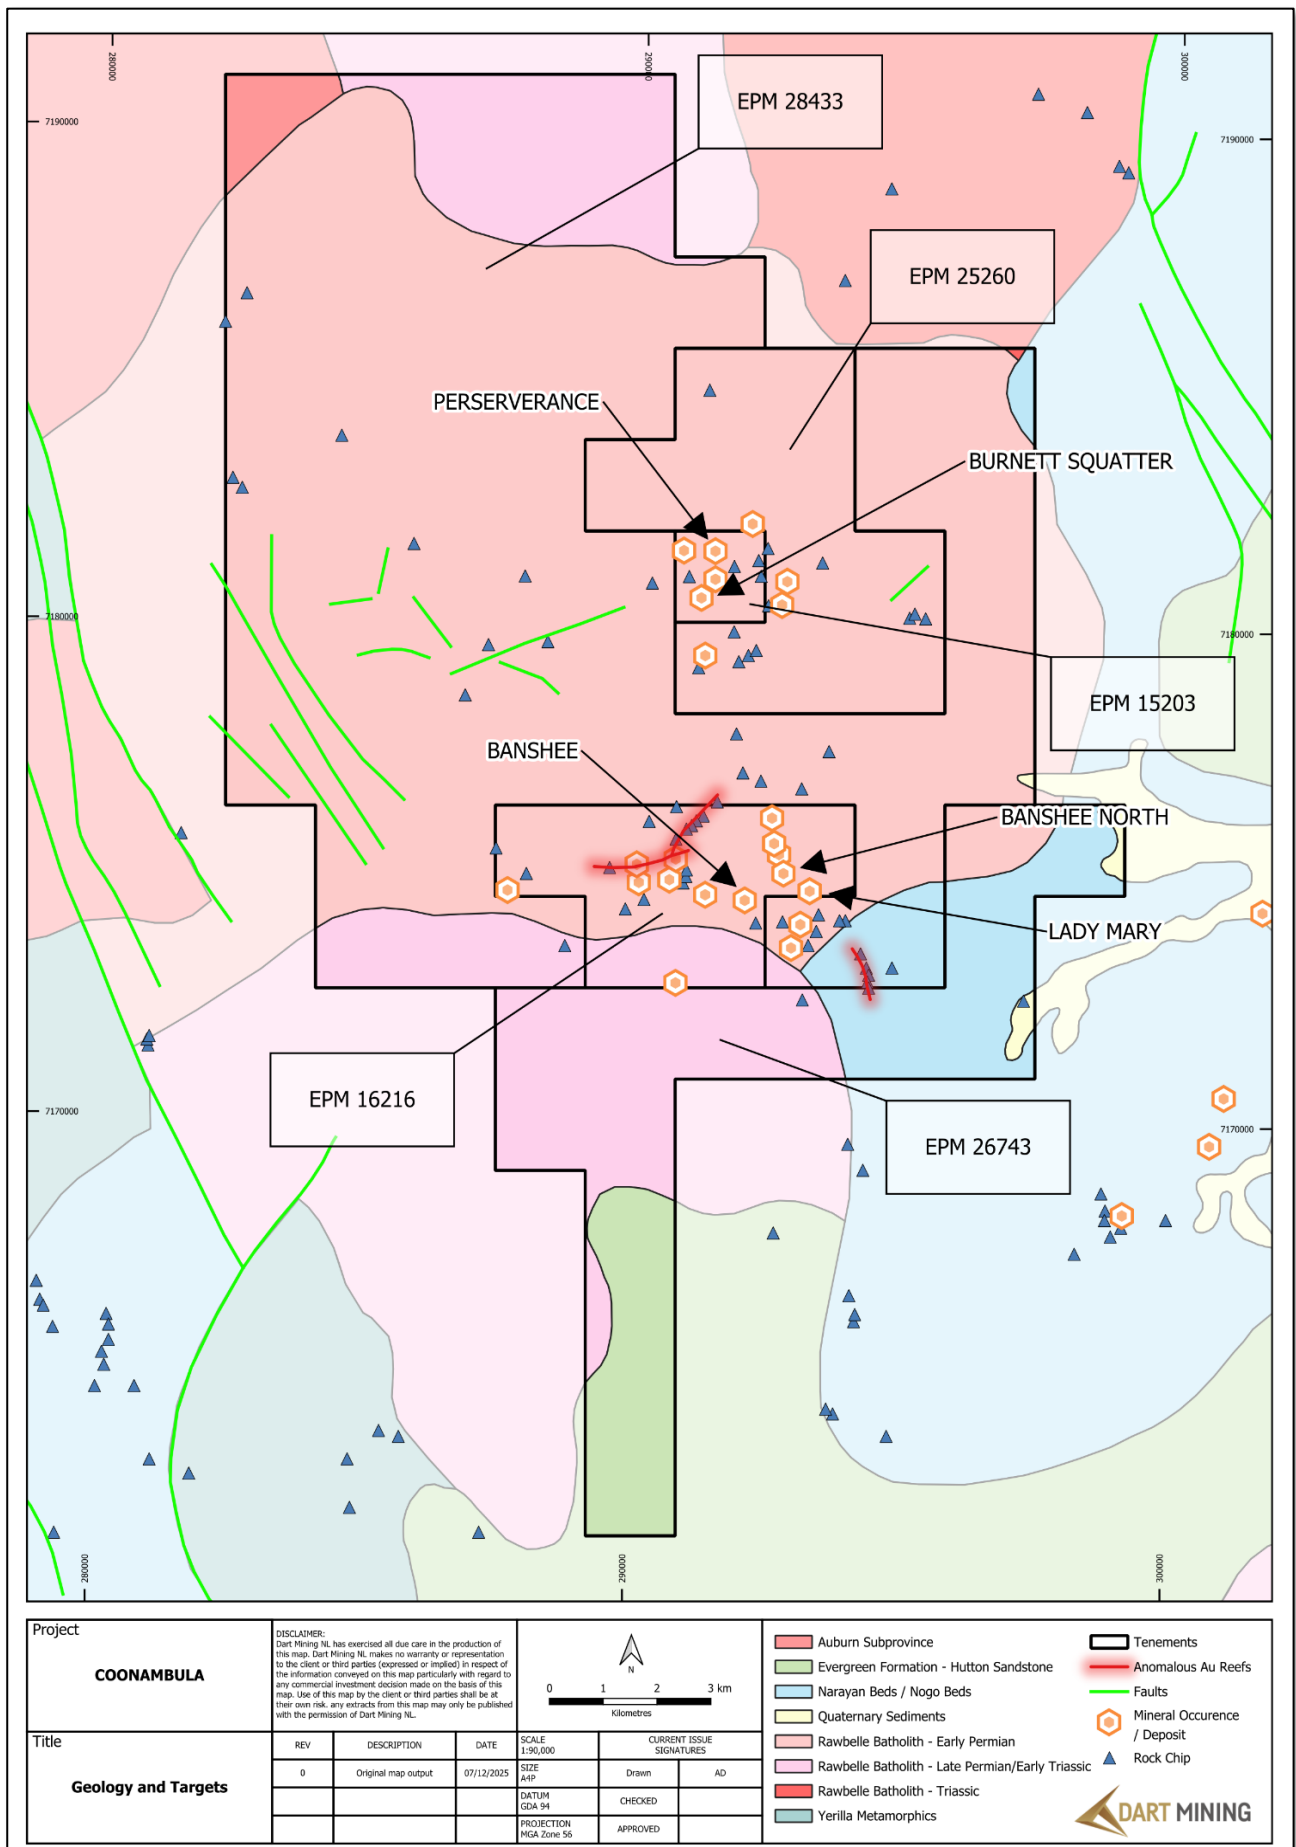 280000
290000
300000
7190000
7190000
EPM 28433
EPM 25260
PERSERVERANCE
BURNETT SQUATTER
7180000
7180000
EPM 15203
BANSHEE
BANSHEE NORTH
LADY MARY
EPM 16216
7170000
7170000
EPM 26743
280000
290000
300000
Project
COONAMBULA
DISCLAIMER:
Dart Mining NL has exercised all due care in the production of
this map. Dart Mining NL makes no warranty or representation
to the client or third parties (expressed or implied) in respect of
the information conveyed on this map particularly with regard to
any commercial investment decision made on the basis of this
map. Use of this map by the client or third parties shall be at
their own risk. any extracts from this map may only be published
with the permission of Dart Mining NL.
N
0 1 2 3 km
Kilometres
Title
Geology and Targets
REV DESCRIPTION DATE
0 Original map output 07/12/2025
SCALE
1:90,000
SIZE
A4P
DATUM
GDA 94
PROJECTION
MGA Zone 56
CURRENT ISSUE
SIGNATURES
Drawn AD
CHECKED
APPROVED
Auburn Subprovince
Evergreen Formation - Hutton Sandstone
Narayan Beds / Nogo Beds
Quaternary Sediments
Rawbelle Batholith - Early Permian
Rawbelle Batholith - Late Permian/Early Triassic
Rawbelle Batholith - Triassic
Yerilla Metamorphics
Tenements
Anomalous Au Reefs
Faults
Mineral Occurence
/ Deposit
Rock Chip
DART MINING